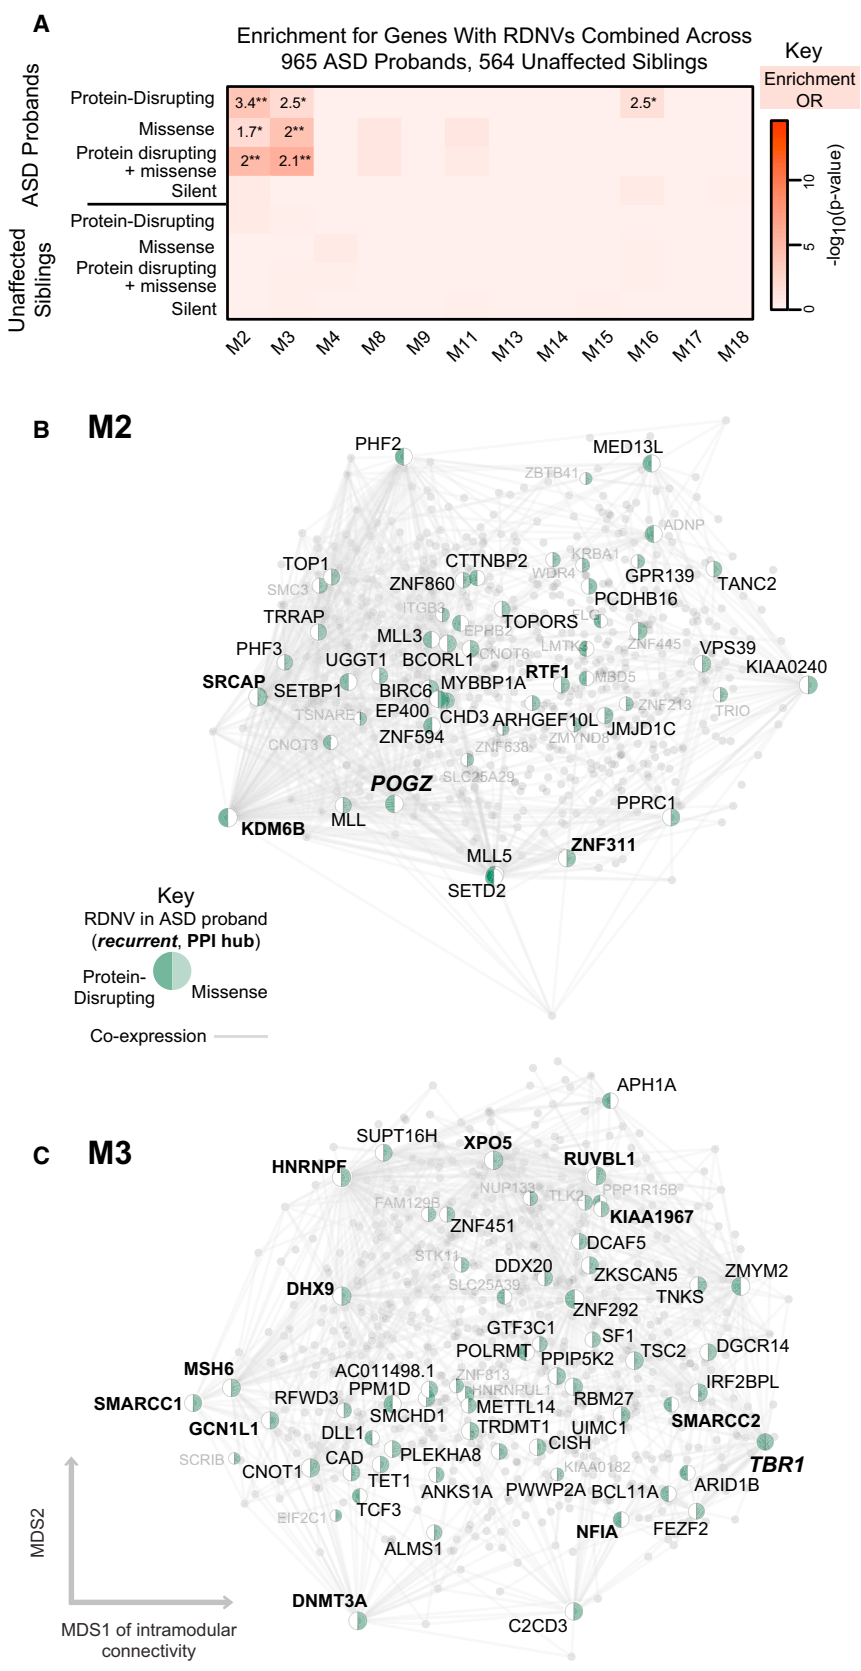 A
Enrichment for Genes With RDNVs Combined Across
965 ASD Probands, 564 Unaffected Siblings
Key
Enrichment
OR
-log10(p-value)
10
5
0
ASD Probands
Protein-Disrupting
3.4** 2.5* 2.5*
Missense
1.7* 2**
Protein disrupting
+ missense
2** 2.1**
Silent
Unaffected
Siblings
Protein-Disrupting
Missense
Protein disrupting
+ missense
Silent
M2 M3 M4 M8 M9 M11 M13 M14 M15 M16 M17 M18
B M2
PHF2 MED13L
ZBTB41
ADNP
TOP1 CTTNBP2 KRBA1
SMC3 ZNF860 WDR4 GPR139 TANC2
PCDHB16
TRRAP ITGB3 TOPORS FLG
MLL3 EPHB2 ZNF445
PHF3 UGGT1 BCORL1 CNOT6 LMTK3 VPS39
KIAA0240
SRCAP SETBP1 BIRC6 MYBBP1A RTF1 MBD5
TSNARE1 EP400 CHD3 ARHGEF10L ZNF213 TRIO
CNOT3 ZNF594 ZNF638 ZMYND8 JMJD1C
SLC25A29
POGZ
PPRC1
KDM6B MLL
ZNF311
MLL5
SETD2
Key
RDNV in ASD proband
(recurrent, PPI hub)
Protein-
Disrupting
Missense
Co-expression
C M3
APH1A
SUPT16H XPO5
HNRNPF RUVBL1
NUP133 TLK2 PPP1R15B
FAM129B ZNF451 KIAA1967
DCAF5
STK11 DDX20 ZKSCAN5 ZMYM2
DHX9 SLC25A39 TNKS
ZNF292
GTF3C1 SF1
POLRMT PPIP5K2 TSC2 DGCR14
MSH6 AC011498.1 ZNF813 IRF2BPL
SMARCC1 RFWD3 PPM1D HNRNPUL1 RBM27
GCN1L1 SMCHD1 METTL14 SMARCC2
DLL1 TRDMT1 UIMC1
SCRIB CNOT1 CAD PLEKHA8 CISH TBR1
TET1 ANKS1A KIAA0182 ARID1B
PWWP2A BCL11A
EIF2C1 TCF3
ALMS1 NFIA FEZF2
DNMT3A
C2CD3
MDS2
MDS1 of intramodular
connectivity